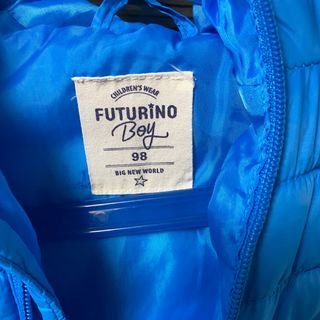 CHILDREN'S WEAR
FUTURINO
Boy
98
BIG NEW WORLD